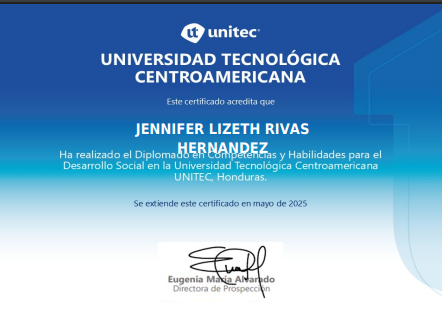 ut unitec
UNIVERSIDAD TECNOLÓGICA
CENTROAMERICANA
Este certificado acredita que
JENNIFER LIZETH RIVAS
HERNANDEZ
Ha realizado el Diplomado en Competencias y Habilidades para el
Desarrollo Social en la Universidad Tecnológica Centroamericana
UNITEC, Honduras.
Se extiende este certificado en mayo de 2025
Eugenia María Alvarado
Directora de Prospección